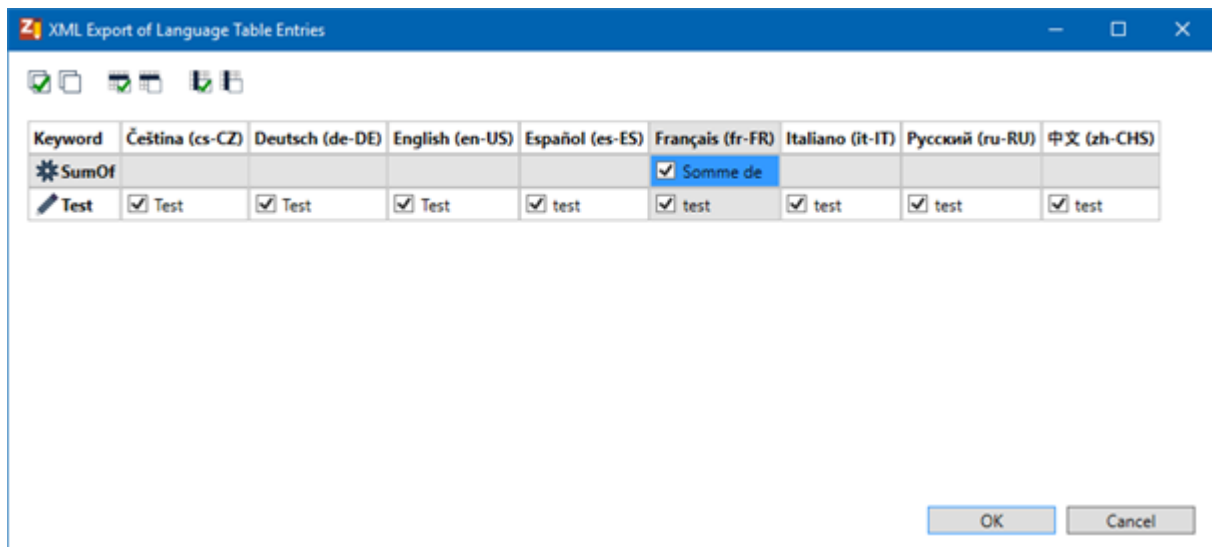 XML Export of Language Table Entries
Keyword Čeština (cs-CZ) Deutsch (de-DE) English (en-US) Español (es-ES) Français (fr-FR) Italiano (it-IT) Русский (ru-RU) 中文 (zh-CHS)
SumOf Somme de
Test Test Test Test test test test test test
OK Cancel